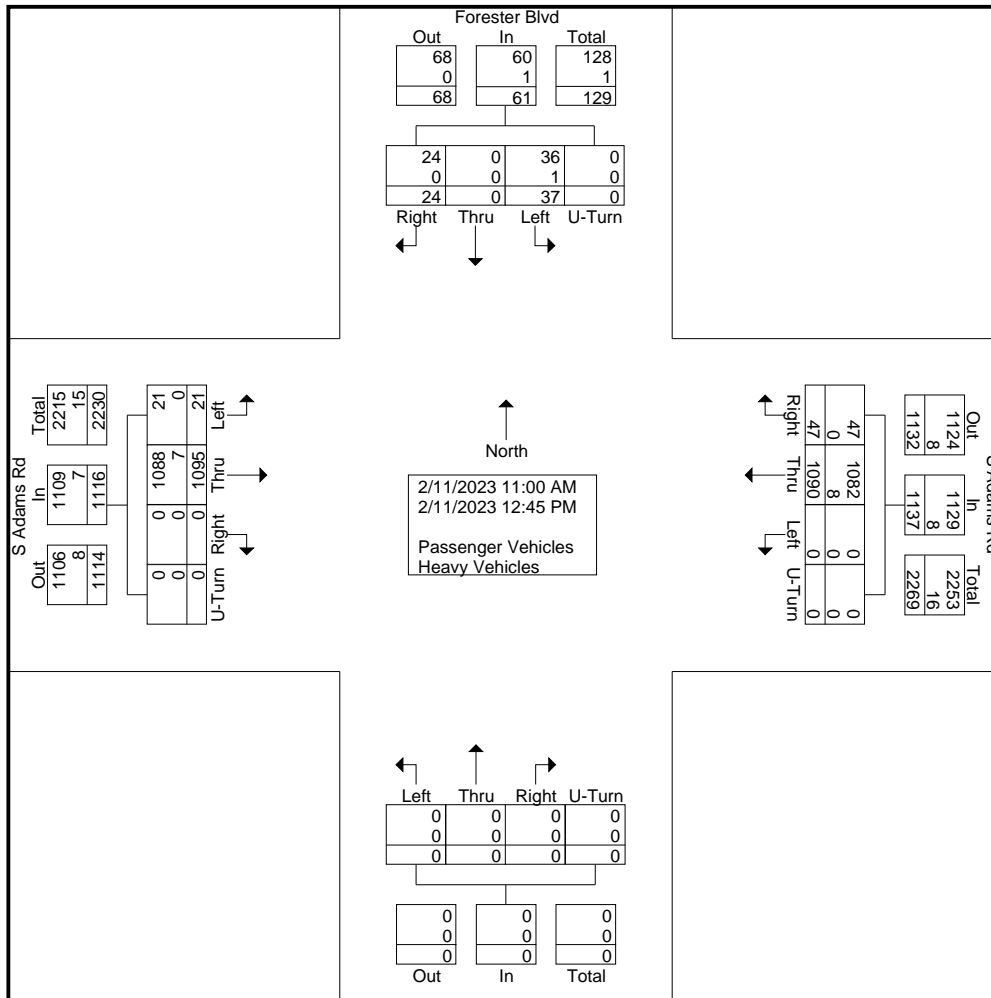 Forester Blvd
Out In Total
68 60 128
0 1 1
68 61 129
24 0 36 0
0 0 1 0
24 0 37 0
Right Thru Left U-Turn
S Adams Rd
Total In Out
2215 1109 1106
15 7 8
2230 1116 1114
21 1088 0 0
0 7 0 0
21 1095 0 0
Left Thru Right U-Turn
North
2/11/2023 11:00 AM
2/11/2023 12:45 PM
Passenger Vehicles
Heavy Vehicles
Right Thru Left U-Turn
47 1082 0 0
0 8 0 0
47 1090 0 0
Out In Total
1124 1129 2253
8 8 16
1132 1137 2269
S Adams Rd
Left Thru Right U-Turn
0 0 0 0
0 0 0 0
0 0 0 0
0 0 0
0 0 0
0 0 0
Out In Total